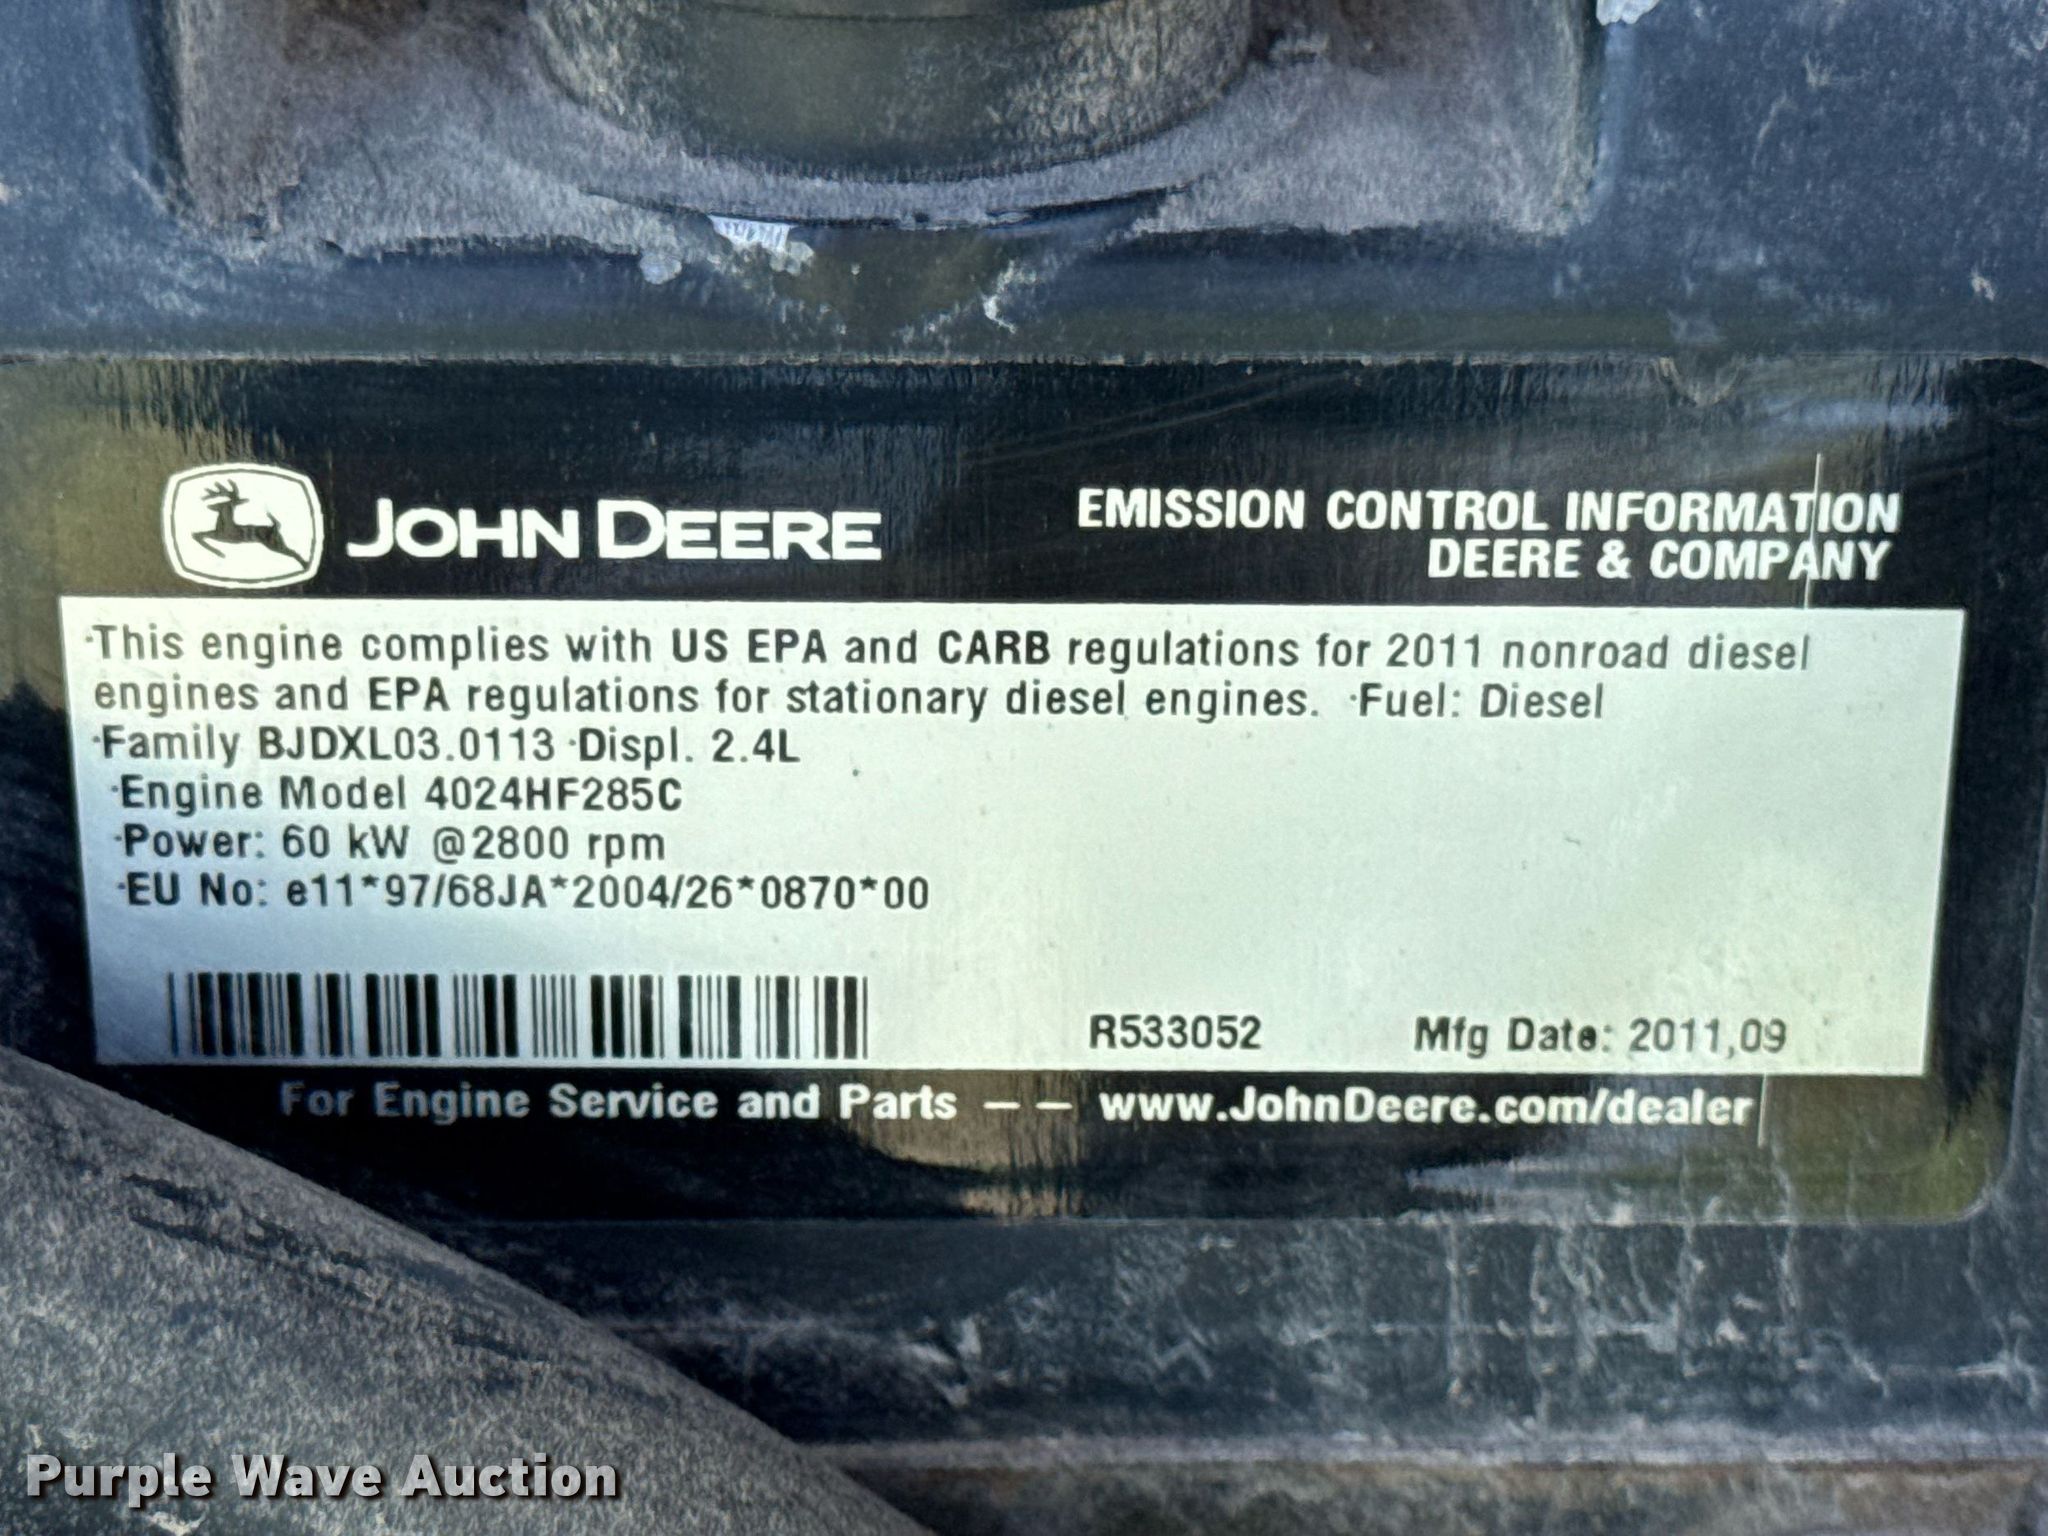 JOHN DEERE
EMISSION CONTROL INFORMATION
DEERE & COMPANY
·This engine complies with US EPA and CARB regulations for 2011 nonroad diesel
engines and EPA regulations for stationary diesel engines. ·Fuel: Diesel
·Family BJDXL03.0113 ·Displ. 2.4L
·Engine Model 4024HF285C
·Power: 60 kW @2800 rpm
·EU No: e11*97/68JA*2004/26*0870*00
R533052 Mfg Date: 2011,09
For Engine Service and Parts – – www.JohnDeere.com/dealer
Purple Wave Auction